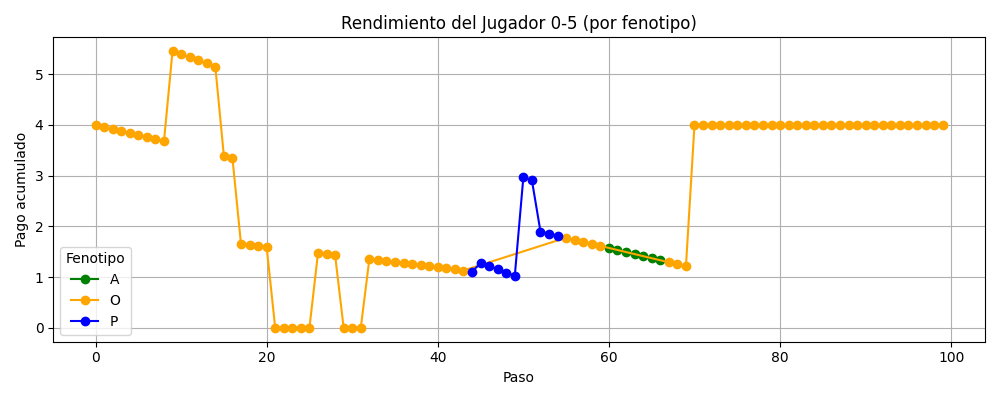 Rendimiento del Jugador 0-5 (por fenotipo)
Pago acumulado
5
4
3
2
1
0
Fenotipo
A
O
P
0 20 40 60 80 100
Paso